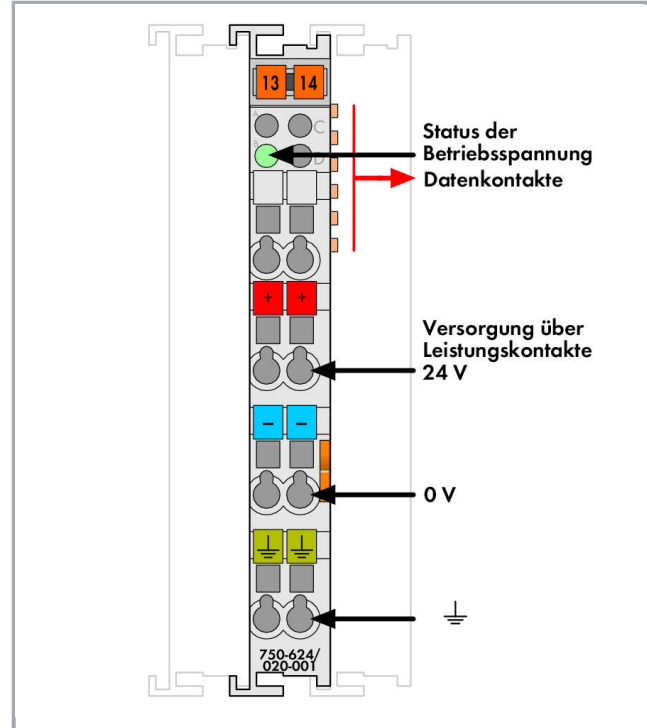 13 14
A
C
Status der
Betriebsspannung
B
D
Datenkontakte
+ +
Versorgung über
Leistungskontakte
24 V
− −
0 V
750-624/
020-001